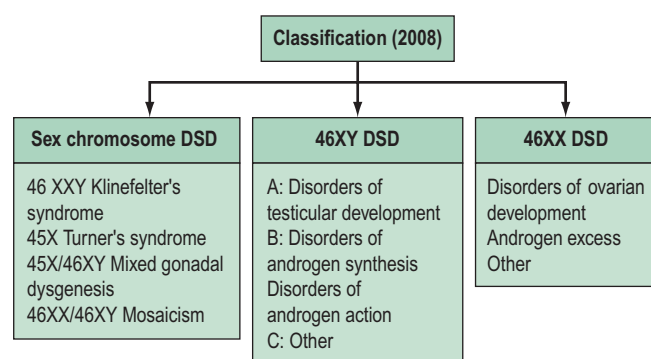 Classification (2008)
Sex chromosome DSD
46 XXY Klinefelter's
syndrome
45X Turner's syndrome
45X/46XY Mixed gonadal
dysgenesis
46XX/46XY Mosaicism
46XY DSD
A: Disorders of
testicular development
B: Disorders of
androgen synthesis
Disorders of
androgen action
C: Other
46XX DSD
Disorders of ovarian
development
Androgen excess
Other